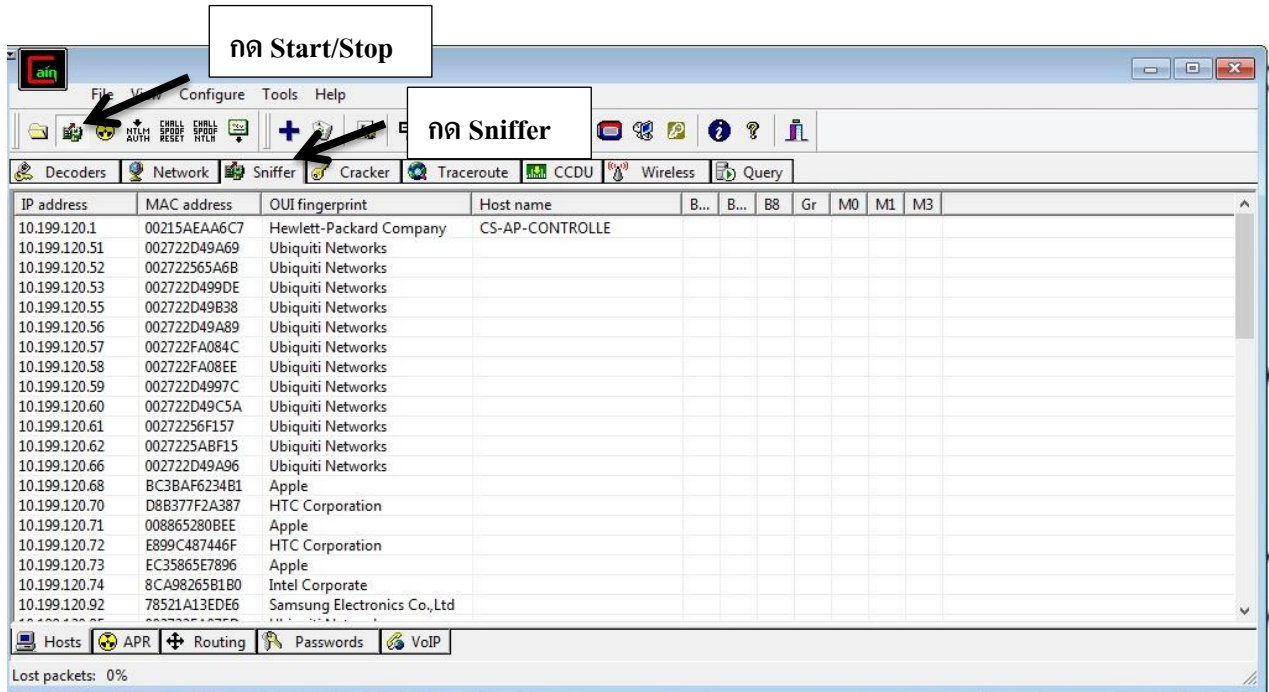 กด Start/Stop
Cain
File View Configure Tools Help
กด Sniffer
NTLM AUTH CHALL SPOOF RESET CHALL SPOOF NTLM
Decoders Network Sniffer Cracker Traceroute CCDU Wireless Query
IP address MAC address OUI fingerprint Host name B... B... B8 Gr M0 M1 M3
10.199.120.1 00215AEAA6C7 Hewlett-Packard Company CS-AP-CONTROLLE
10.199.120.51 002722D49A69 Ubiquiti Networks
10.199.120.52 002722565A6B Ubiquiti Networks
10.199.120.53 002722D499DE Ubiquiti Networks
10.199.120.55 002722D49B38 Ubiquiti Networks
10.199.120.56 002722D49A89 Ubiquiti Networks
10.199.120.57 002722FA084C Ubiquiti Networks
10.199.120.58 002722FA08EE Ubiquiti Networks
10.199.120.59 002722D4997C Ubiquiti Networks
10.199.120.60 002722D49C5A Ubiquiti Networks
10.199.120.61 00272256F157 Ubiquiti Networks
10.199.120.62 0027225ABF15 Ubiquiti Networks
10.199.120.66 002722D49A96 Ubiquiti Networks
10.199.120.68 BC3BAF6234B1 Apple
10.199.120.70 D8B377F2A387 HTC Corporation
10.199.120.71 008865280BEE Apple
10.199.120.72 E899C487446F HTC Corporation
10.199.120.73 EC35865E7896 Apple
10.199.120.74 8CA98265B1B0 Intel Corporate
10.199.120.92 78521A13EDE6 Samsung Electronics Co.,Ltd
Hosts APR Routing Passwords VoIP
Lost packets: 0%